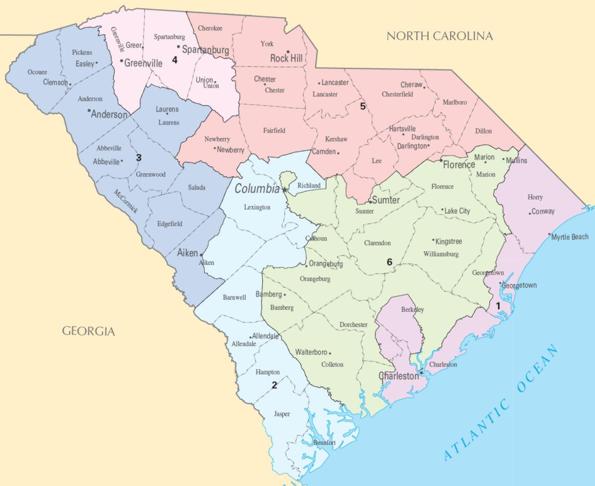 NORTH CAROLINA
Cherokee
York
Rock Hill
Spartanburg
Spartanburg
Greenville
Greer
Greenville
4
Pickens
Easley
Oconee
Clemson
Union
Union
Chester
Chester
Lancaster
Lancaster
5
Cheraw
Chesterfield
Marlboro
Anderson
Anderson
Laurens
Laurens
Hartsville
Darlington
Darlington
Dillon
Newberry
Newberry
Fairfield
Kershaw
Camden
Lee
Florence
Marion
Marion
Mullins
Abbeville
Abbeville
3
Greenwood
McCormick
Saluda
Columbia
Richland
Lexington
Sumter
Sumter
Florence
Lake City
Horry
Conway
Myrtle Beach
Edgefield
Aiken
Aiken
Calhoun
Orangeburg
Orangeburg
Clarendon
6
Kingstree
Williamsburg
Georgetown
Georgetown
1
Barnwell
Bamberg
Bamberg
Berkeley
Dorchester
GEORGIA
Allendale
Allendale
Walterboro
Colleton
Charleston
Charleston
Hampton
2
Jasper
Beaufort
ATLANTIC OCEAN